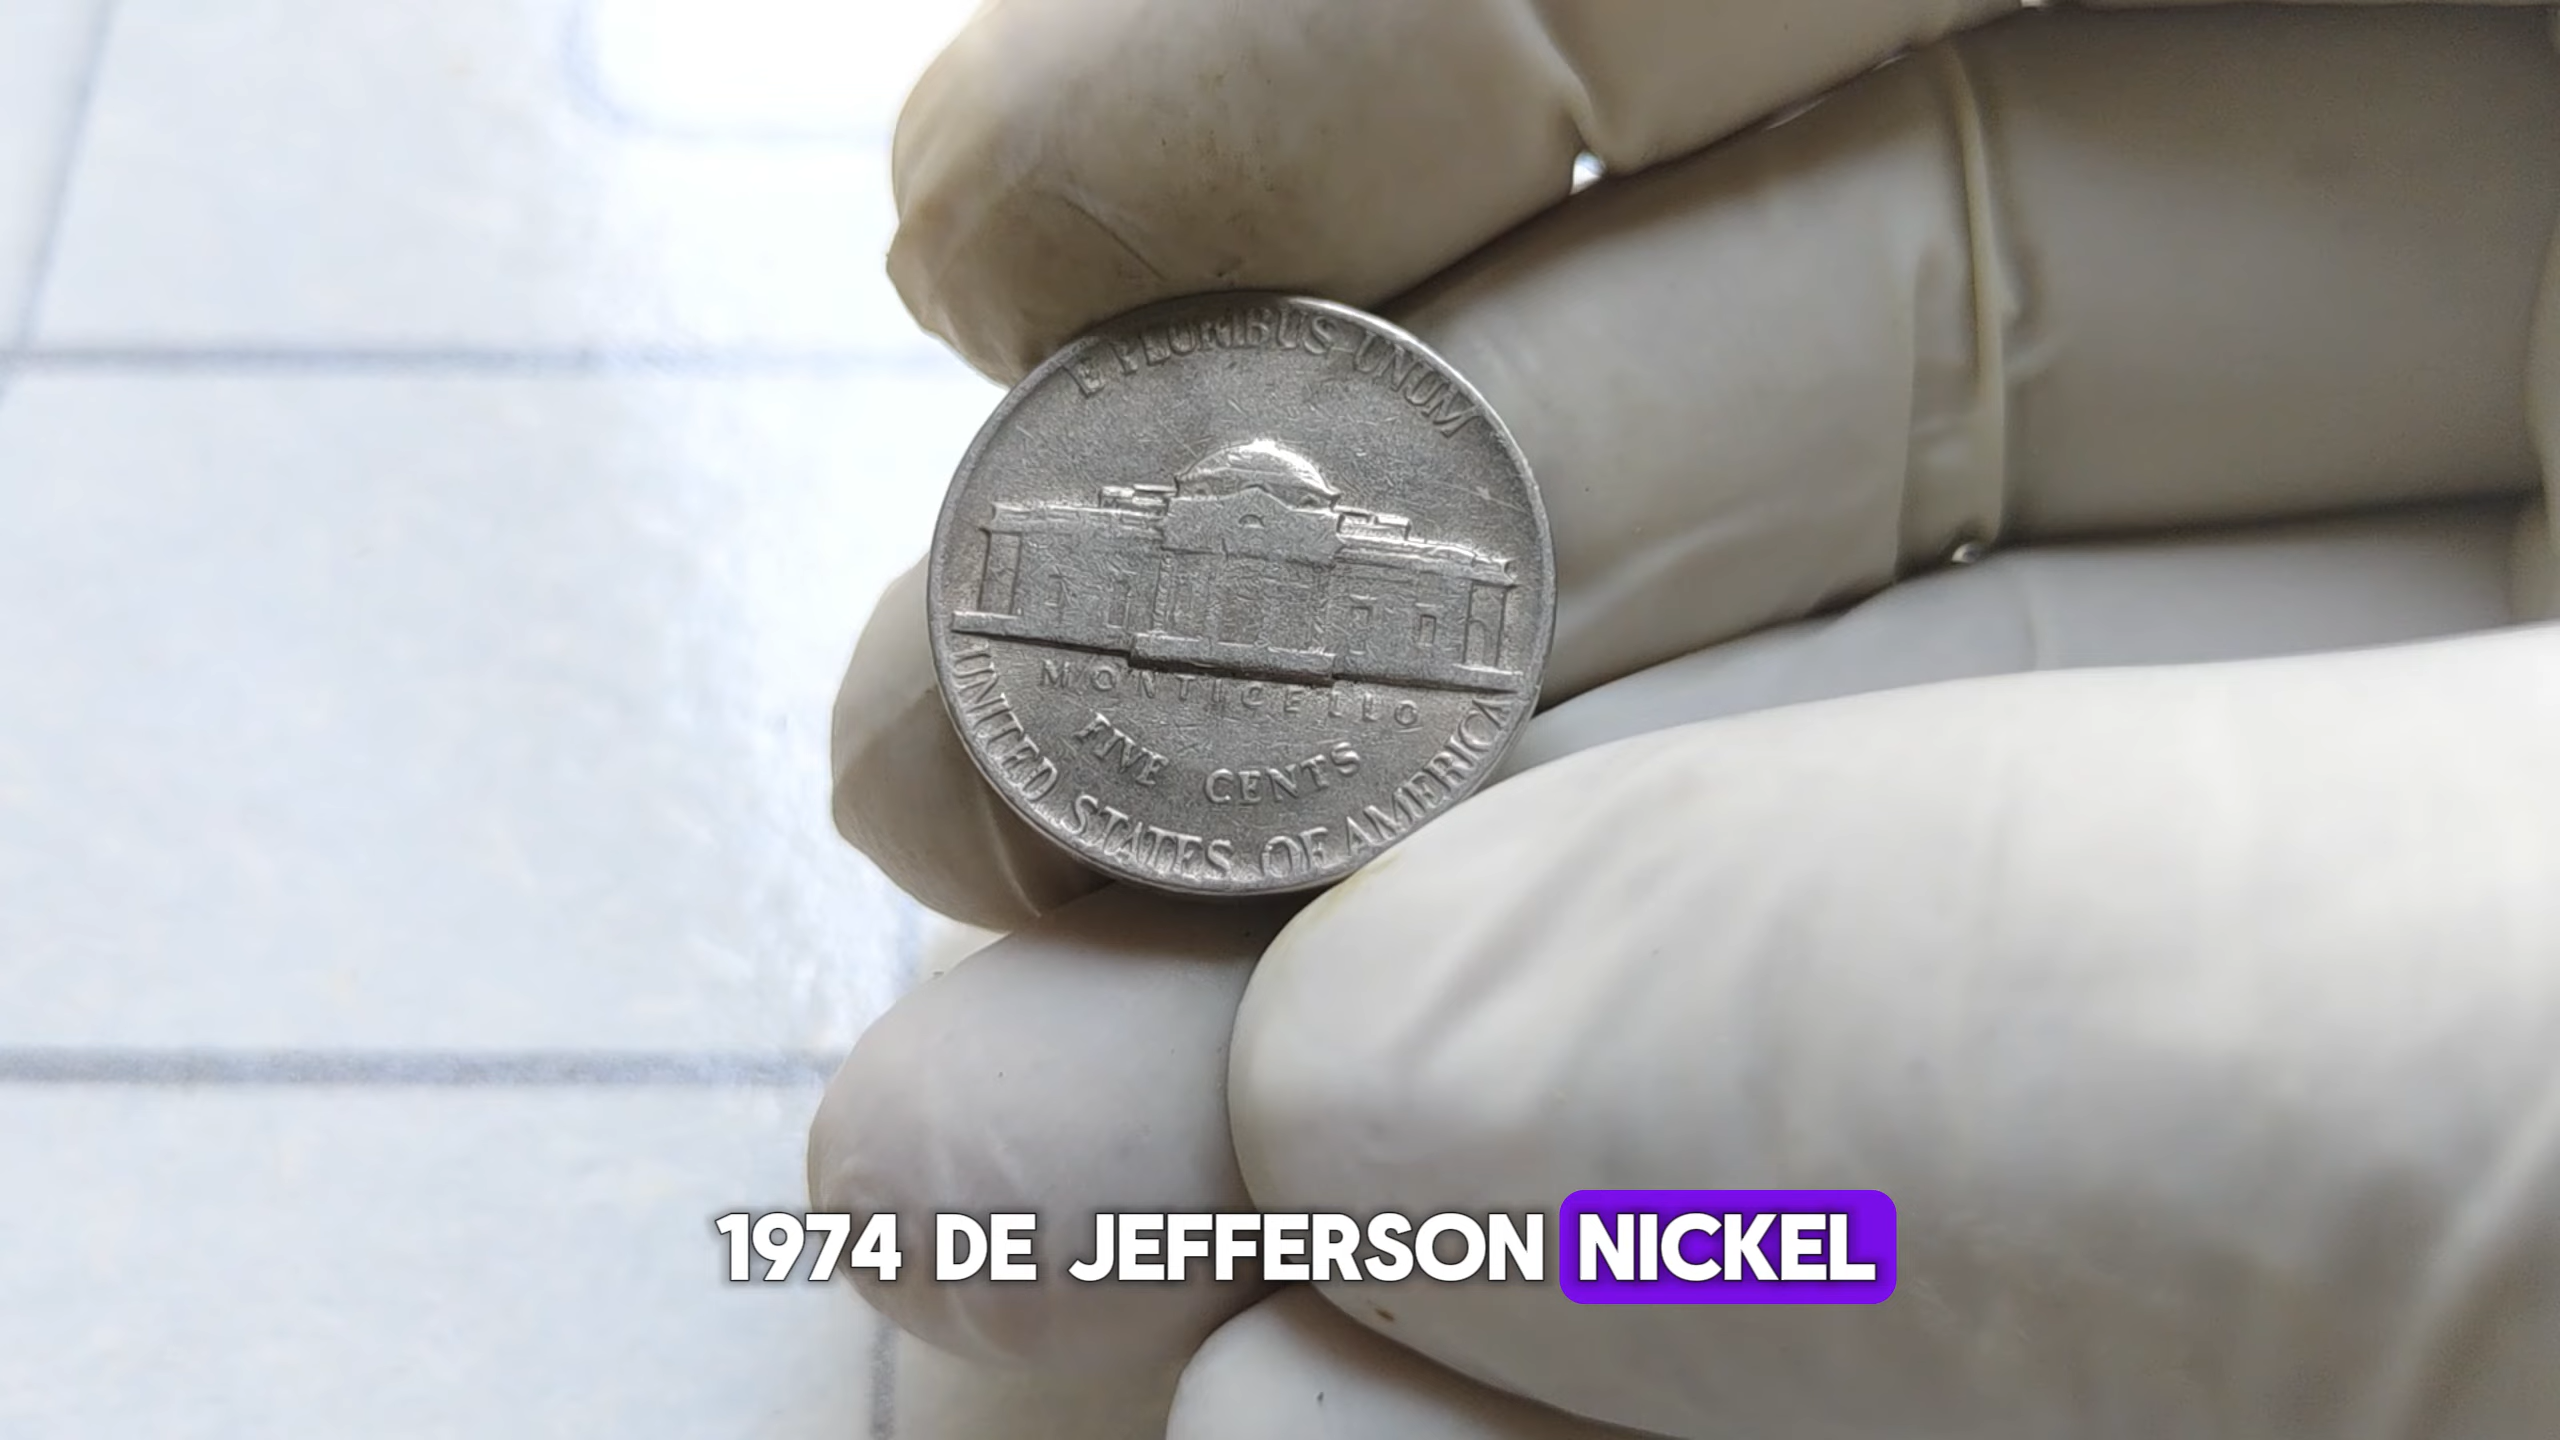 E PLURIBUS UNUM
MONTICELLO
FIVE CENTS
UNITED STATES OF AMERICA
1974 DE JEFFERSON NICKEL